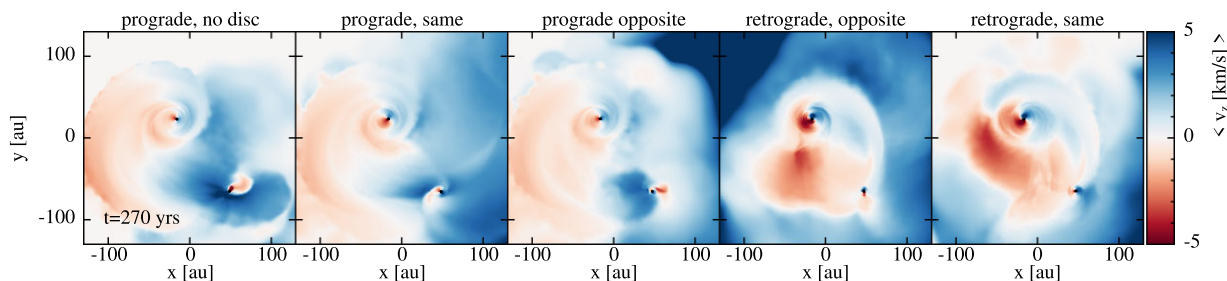 prograde, no disc
prograde, same
prograde opposite
retrograde, opposite
retrograde, same
100
0
-100
y [au]
t=270 yrs
-100 0 100
-100 0 100
-100 0 100
-100 0 100
-100 0 100
x [au]
x [au]
x [au]
x [au]
x [au]
5
0
-5
< v_z [km/s] >